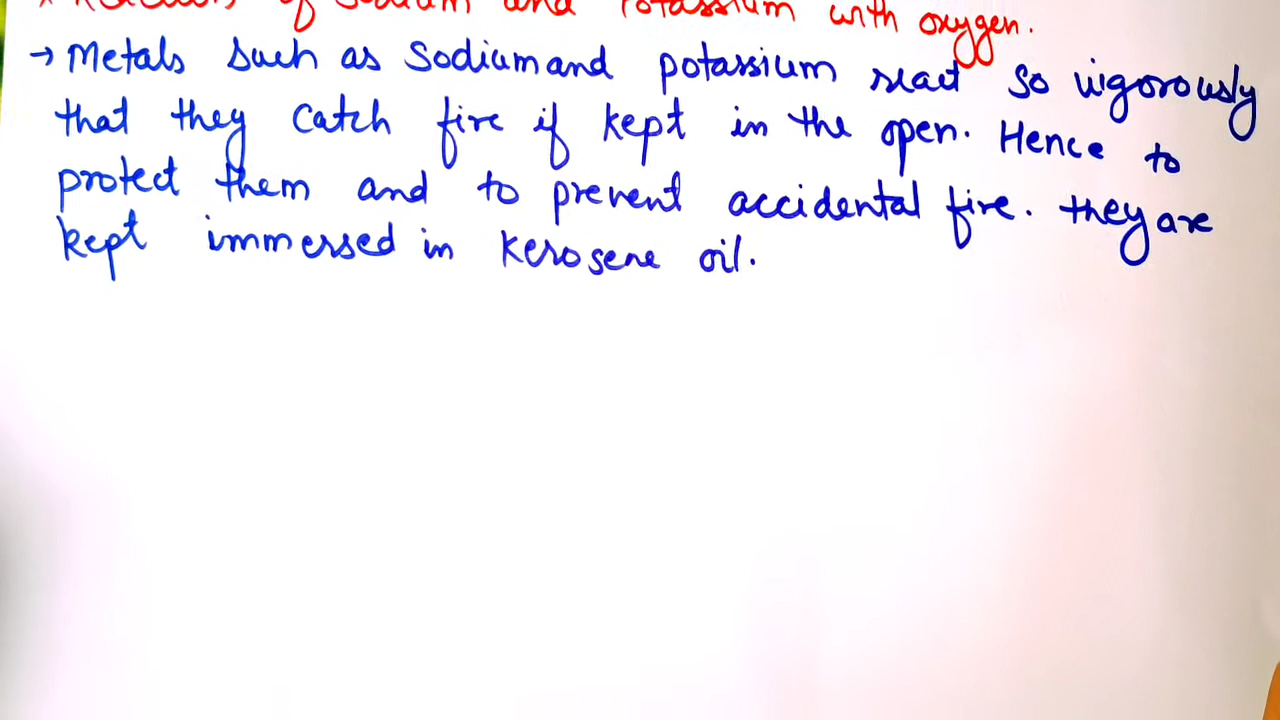 * Reaction of Sodium and Potassium with oxygen.
→ Metals such as Sodium and potassium react so vigorously
that they catch fire if kept in the open. Hence to
protect them and to prevent accidental fire. they are
kept immersed in kerosene oil.